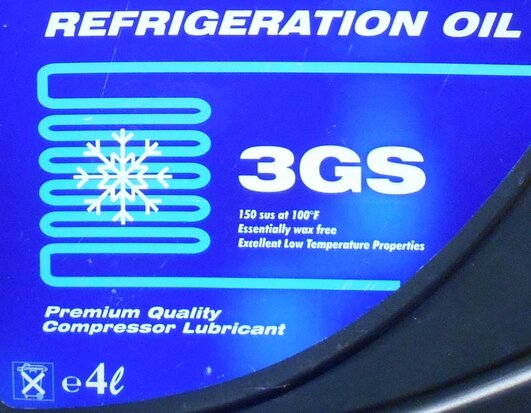 REFRIGERATION OIL
3GS
150 sus at 100°F
Essentially wax free
Excellent Low Temperature Properties
Premium Quality
Compressor Lubricant
e4ℓ